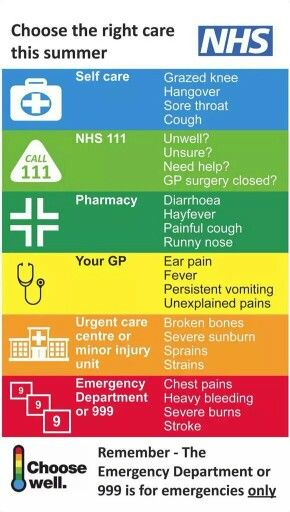 Choose the right care
this summer
NHS
Self care
Grazed knee
Hangover
Sore throat
Cough
CALL
111
NHS 111
Unwell?
Unsure?
Need help?
GP surgery closed?
Pharmacy
Diarrhoea
Hayfever
Painful cough
Runny nose
Your GP
Ear pain
Fever
Persistent vomiting
Unexplained pains
Urgent care
centre or
minor injury
unit
Broken bones
Severe sunburn
Sprains
Strains
9
9
9
Emergency
Department
or 999
Chest pains
Heavy bleeding
Severe burns
Stroke
Choose
well.
Remember - The
Emergency Department or
999 is for emergencies only